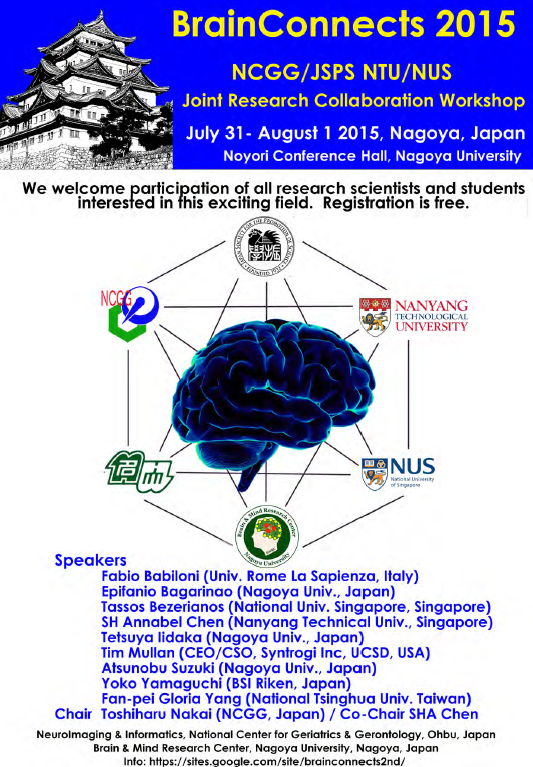 BrainConnects 2015
NCGG/JSPS NTU/NUS
Joint Research Collaboration Workshop
July 31- August 1 2015, Nagoya, Japan
Noyori Conference Hall, Nagoya University
We welcome participation of all research scientists and students
interested in this exciting field. Registration is free.
NCGG
NANYANG
TECHNOLOGICAL
UNIVERSITY
NUS
National University
of Singapore
Brain & Mind Research Center
Nagoya University
Speakers
Fabio Babiloni (Univ. Rome La Sapienza, Italy)
Epifanio Bagarinao (Nagoya Univ., Japan)
Tassos Bezerianos (National Univ. Singapore, Singapore)
SH Annabel Chen (Nanyang Technical Univ., Singapore)
Tetsuya Iidaka (Nagoya Univ., Japan)
Tim Mullan (CEO/CSO, Syntrogi Inc, UCSD, USA)
Atsunobu Suzuki (Nagoya Univ., Japan)
Yoko Yamaguchi (BSI Riken, Japan)
Fan-pei Gloria Yang (National Tsinghua Univ. Taiwan)
Chair Toshiharu Nakai (NCGG, Japan) / Co-Chair SHA Chen
NeuroImaging & Informatics, National Center for Geriatrics & Gerontology, Ohbu, Japan
Brain & Mind Research Center, Nagoya University, Nagoya, Japan
Info: https://sites.google.com/site/brainconnects2nd/